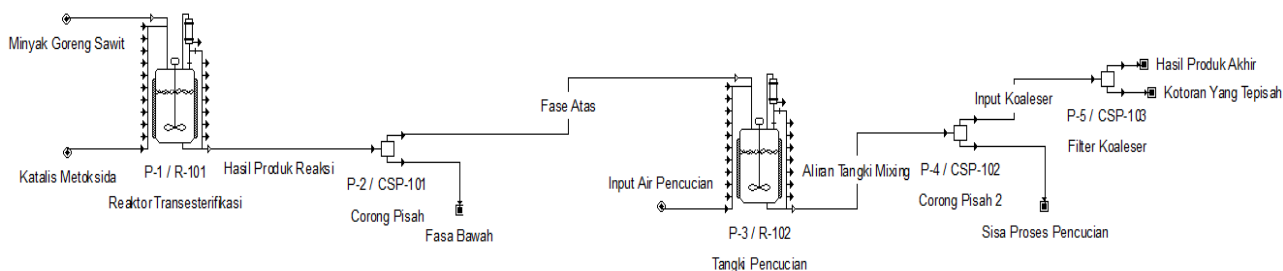 Minyak Goreng Sawit
Katalis Metoksida
P-1 / R-101
Reaktor Transesterifikasi
Hasil Produk Reaksi
P-2 / CSP-101
Corong Pisah
Fasa Bawah
Fase Atas
Input Air Pencucian
P-3 / R-102
Tangki Pencucian
Aliran Tangki Mixing
P-4 / CSP-102
Corong Pisah 2
Sisa Proses Pencucian
Input Koaleser
P-5 / CSP-103
Filter Koaleser
Hasil Produk Akhir
Kotoran Yang Tepisah